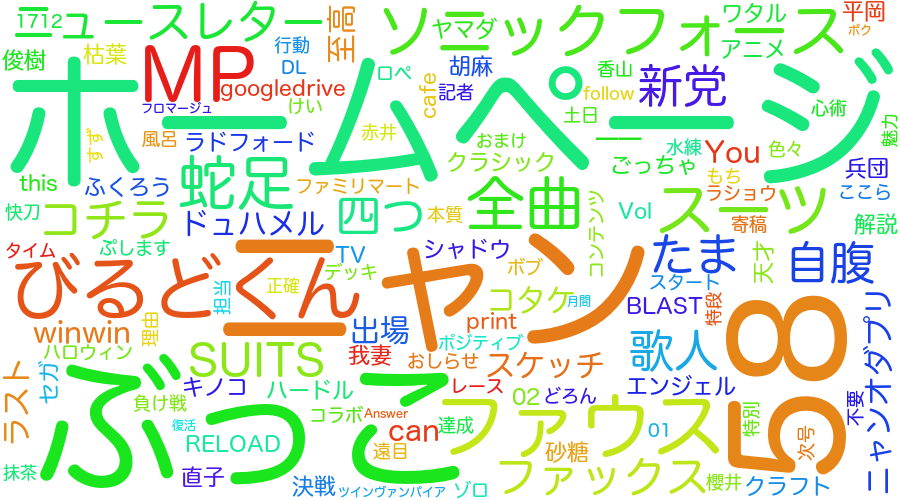 ニュースレター
1712
至高
ソニックフォース
ワタル
平岡
ボク
ヤマダ
アニメ
俊樹
枯葉
MP
行動
DL
googledrive
ロペ
cafe
胡麻
記者
香山
follow
新党
土日
心術
魅力
ホームページ
フロマージュ
けい
すず
風呂
ラドフォード
赤井
おまけ
クラシック
ごっちゃ
水練
You
色々
兵団
this
ふくろう
蛇足
ファミリマート
全曲
もち
ラショウ
ここら
快刀
コチラ
ドュハメル
四つ
本質
コンテンツ
Vol
スーツ
寄稿
解説
タイム
ぷします
TV
シャドウ
たま
天才
自腹
びるどくん
ニャン
デッキ
ボブ
スタート
担当
正確
コタケ
月間
BLAST
特段
58
ニャンオダプリ
winwin
理由
出場
print
歌人
ハロウィン
ポジティブ
SUITS
我妻
おしらせ
スケッチ
ラスト
セガ
キノコ
ハードル
レース
エンジェル
02
どろん
不要
ぶっこ
負け戦
復活
コラボ
Answer
can
達成
ファウス
01
特別
次号
RELOAD
遠目
砂糖
抹茶
直子
決戦
ツインヴァンパイア
ゾロ
ファックス
櫻井
クラフト